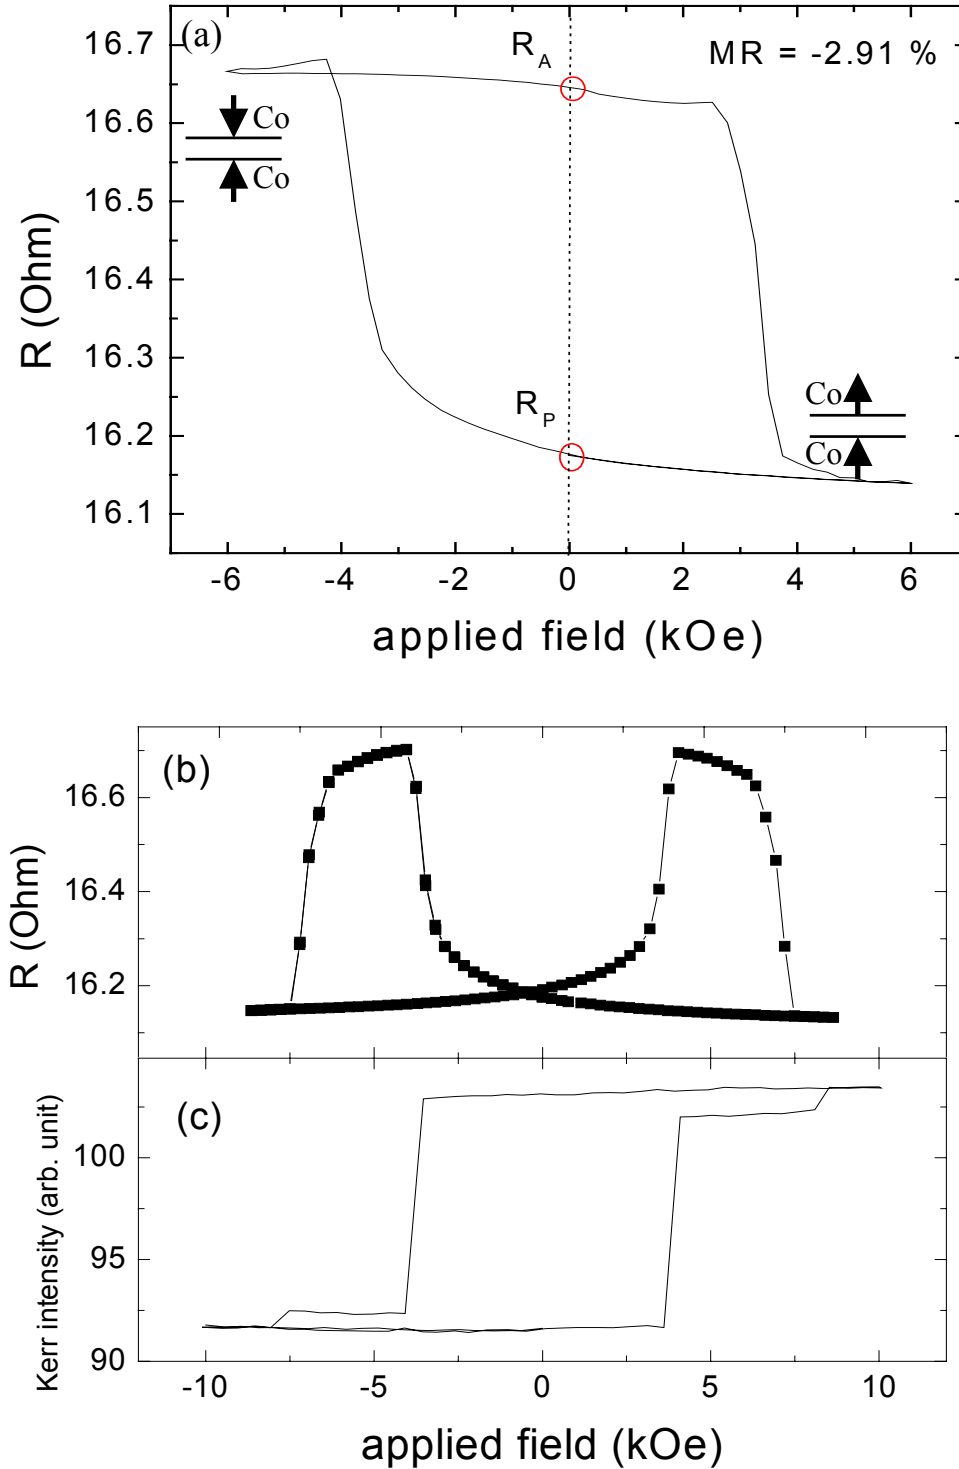 (a)
MR = -2.91 %
R_A
R_P
Co
Co
Co
Co
16.7
16.6
16.5
16.4
16.3
16.2
16.1
R (Ohm)
-6 -4 -2 0 2 4 6
applied field (kOe)
(b)
16.6
16.4
16.2
R (Ohm)
(c)
100
95
90
Kerr intensity (arb. unit)
-10 -5 0 5 10
applied field (kOe)